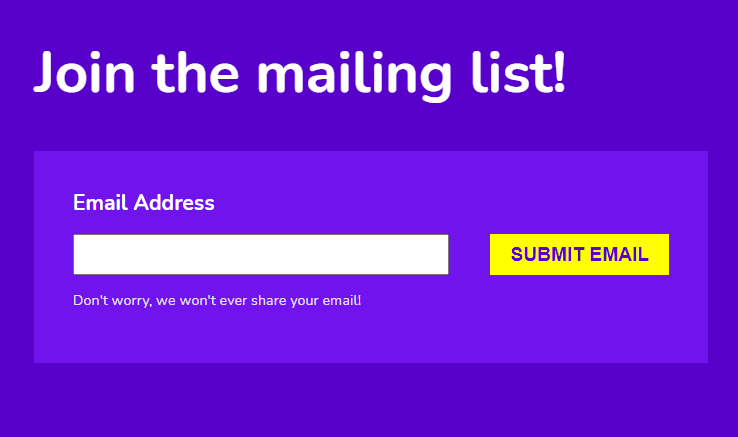 Join the mailing list!
Email Address
SUBMIT EMAIL
Don't worry, we won't ever share your email!